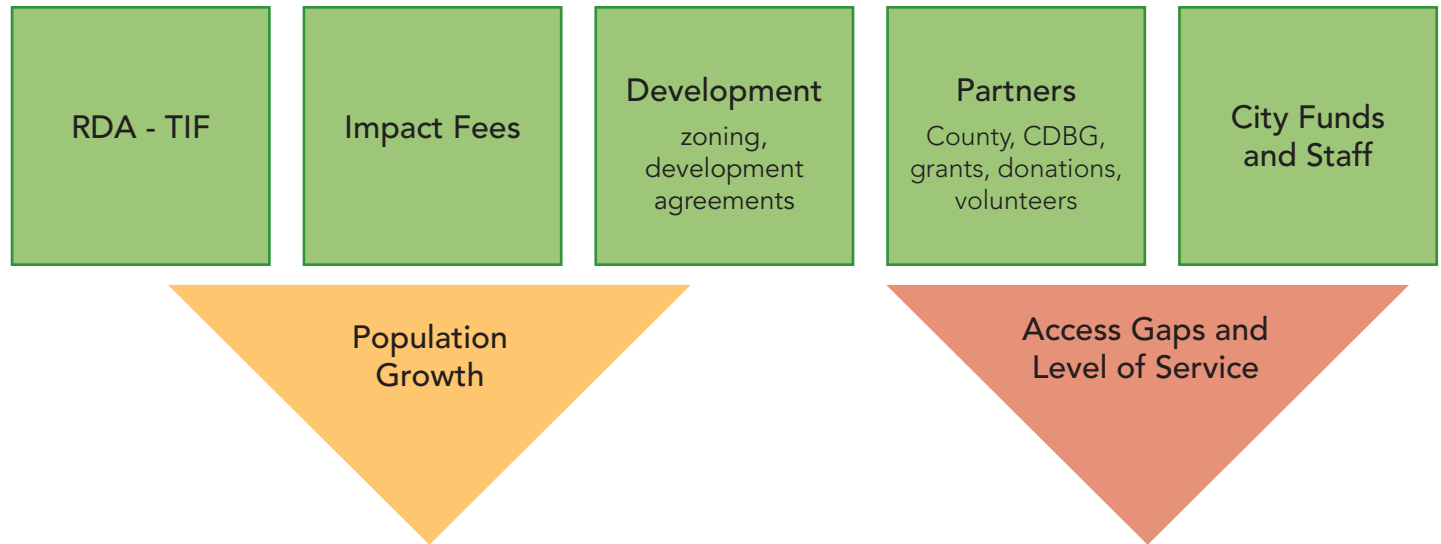 RDA - TIF
Impact Fees
Development
zoning,
development
agreements
Partners
County, CDBG,
grants, donations,
volunteers
City Funds
and Staff
Population
Growth
Access Gaps and
Level of Service